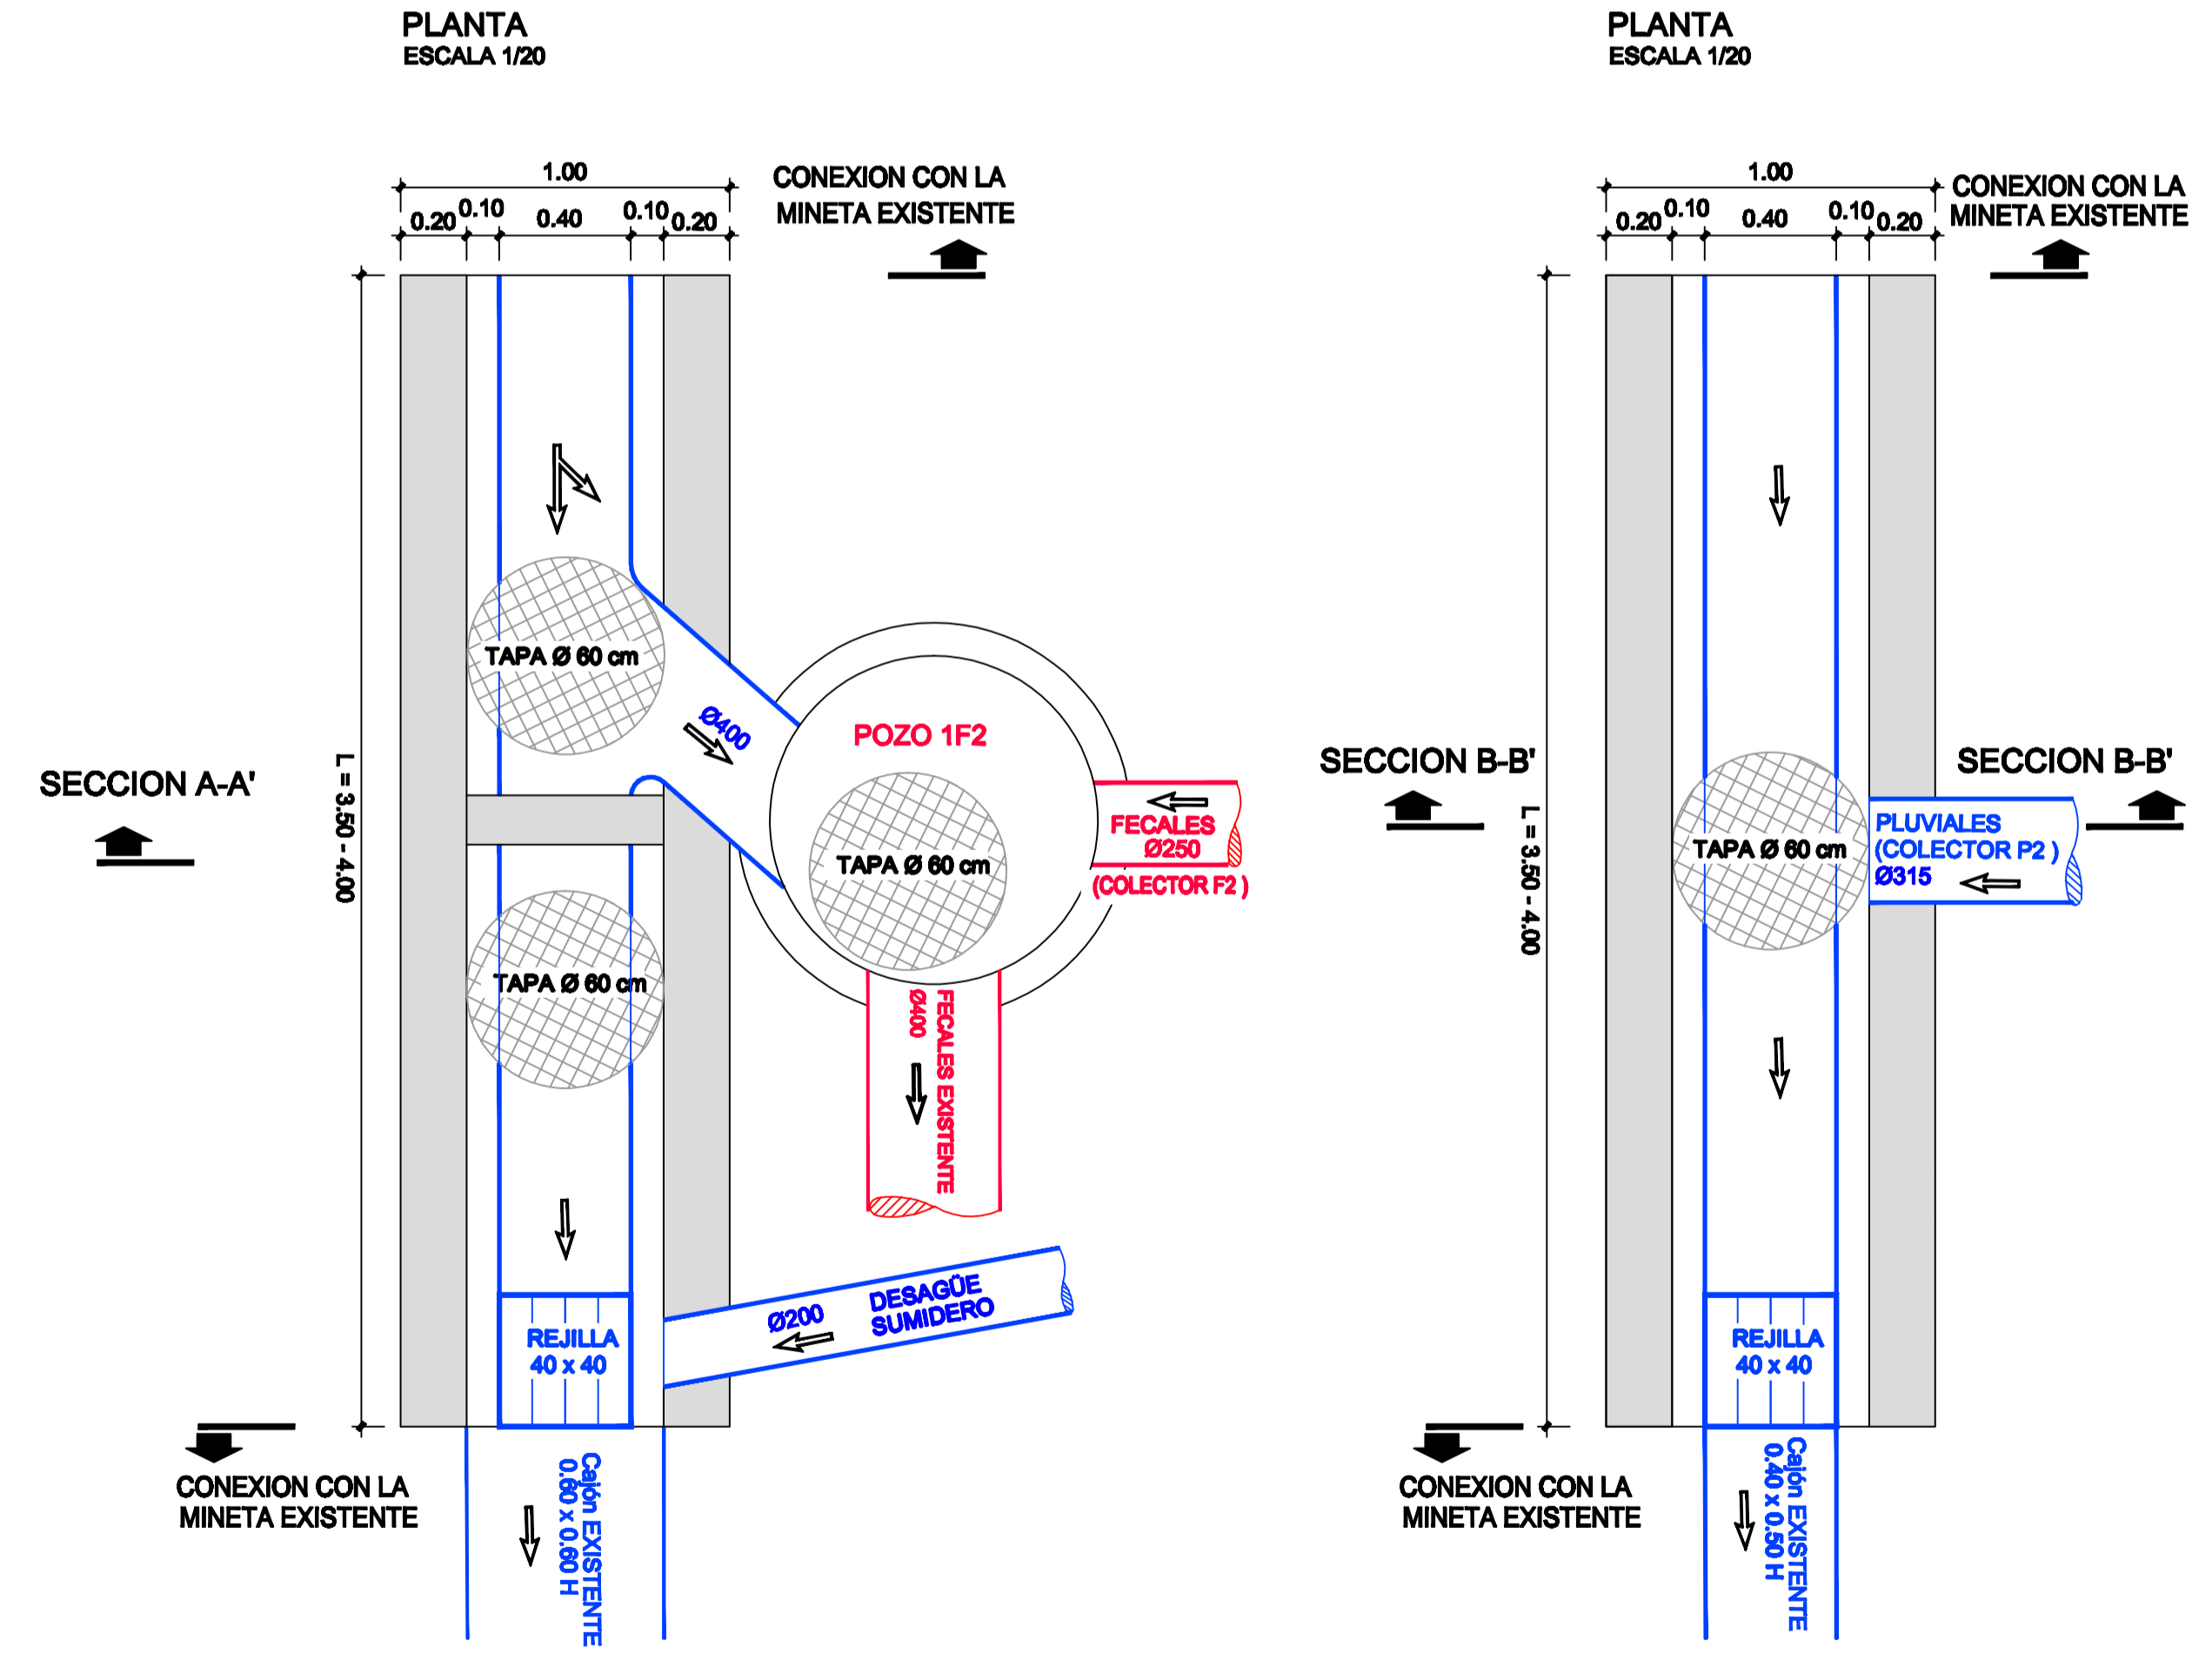 PLANTA
ESCALA 1/20
1.00
0.20
0.10
0.40
0.10
0.20
CONEXION CON LA
MINETA EXISTENTE
L = 3.50 - 4.00
SECCION A-A'
TAPA Ø 60 cm
Ø400
POZO 1F2
TAPA Ø 60 cm
FECALES
Ø250
(COLECTOR F2 )
TAPA Ø 60 cm
FECALES EXISTENTE
Ø400
Ø200
DESAGÜE
SUMIDERO
REJILLA
40 x 40
CONEXION CON LA
MINETA EXISTENTE
Cajón EXISTENTE
0.60 x 0.60 H
PLANTA
ESCALA 1/20
1.00
0.20
0.10
0.40
0.10
0.20
CONEXION CON LA
MINETA EXISTENTE
SECCION B-B'
SECCION B-B'
L = 3.50 - 4.00
TAPA Ø 60 cm
PLUVIALES
(COLECTOR P2 )
Ø315
REJILLA
40 x 40
CONEXION CON LA
MINETA EXISTENTE
Cajón EXISTENTE
0.40 x 0.50 H